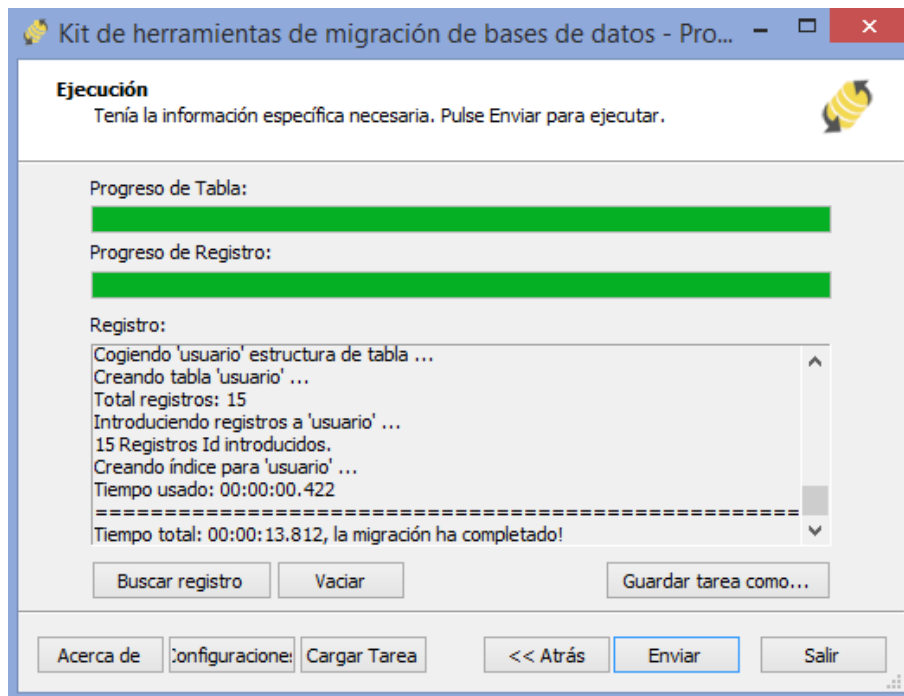 Kit de herramientas de migración de bases de datos - Pro...
Ejecución
Tenía la información específica necesaria. Pulse Enviar para ejecutar.
Progreso de Tabla:
Progreso de Registro:
Registro:
Cogiendo 'usuario' estructura de tabla ...
Creando tabla 'usuario' ...
Total registros: 15
Introduciendo registros a 'usuario' ...
15 Registros Id introducidos.
Creando índice para 'usuario' ...
Tiempo usado: 00:00:00.422
===================================================
Tiempo total: 00:00:13.812, la migración ha completado!
Buscar registro Vaciar Guardar tarea como...
Acerca de Configuraciones Cargar Tarea << Atrás Enviar Salir